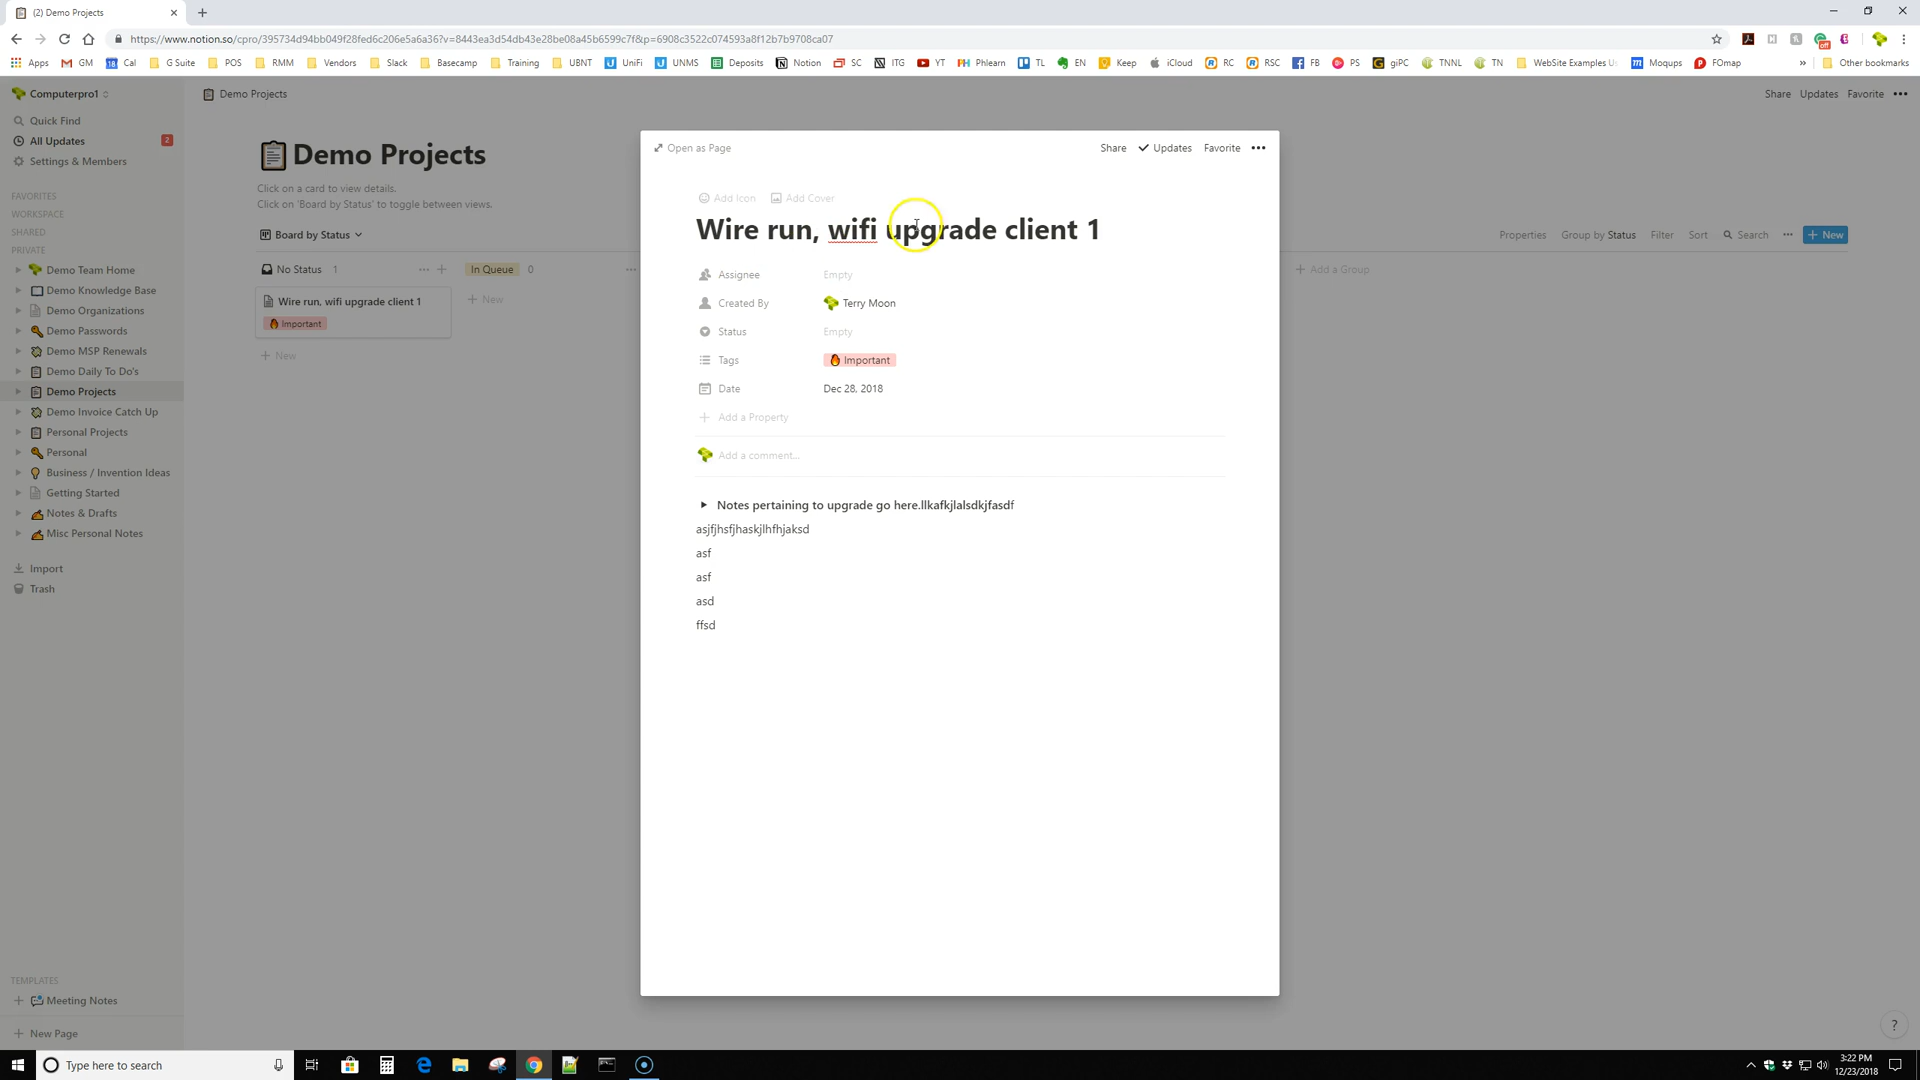 (2) Demo Projects
https://www.notion.so/cpro/395734d94bb049f28fed6c206e5a6a36?v=8443ea3d54db43e28be08a45b6599c7f&p=6908c3522c074593a8f12b7b9708ca07
off
Apps GM 18 Cal G Suite POS RMM Vendors Slack Basecamp Training UBNT UniFi UNMS Deposits Notion SC ITG YT Phlearn TL EN Keep iCloud RC RSC FB PS giPC TNNL TN WebSite Examples Moqups FOmap » Other bookmarks
Computerpro1
Quick Find
All Updates 2
Settings & Members
FAVORITES
WORKSPACE
SHARED
PRIVATE
Demo Team Home
Demo Knowledge Base
Demo Organizations
Demo Passwords
Demo MSP Renewals
Demo Daily To Do's
Demo Projects
Demo Invoice Catch Up
Personal Projects
Personal
Business / Invention Ideas
Getting Started
Notes & Drafts
Misc Personal Notes
Import
Trash
TEMPLATES
+ Meeting Notes
+ New Page
Demo Projects
Share Updates Favorite •••
Demo Projects
Click on a card to view details.
Click on 'Board by Status' to toggle between views.
Board by Status
Properties Group by Status Filter Sort Search ••• + New
No Status 1 ••• +
In Queue 0 •••
+ Add a Group
Wire run, wifi upgrade client 1
Important
+ New
+ New
Open as Page
Share Updates Favorite •••
Add Icon Add Cover
Wire run, wifi upgrade client 1
Assignee Empty
Created By Terry Moon
Status Empty
Tags Important
Date Dec 28, 2018
+ Add a Property
Add a comment...
Notes pertaining to upgrade go here.llkafkjlalsdkjfasdf
asjfjhsfjhaskjlhfhjaksd
asf
asf
asd
ffsd
?
Type here to search
3:22 PM
12/23/2018